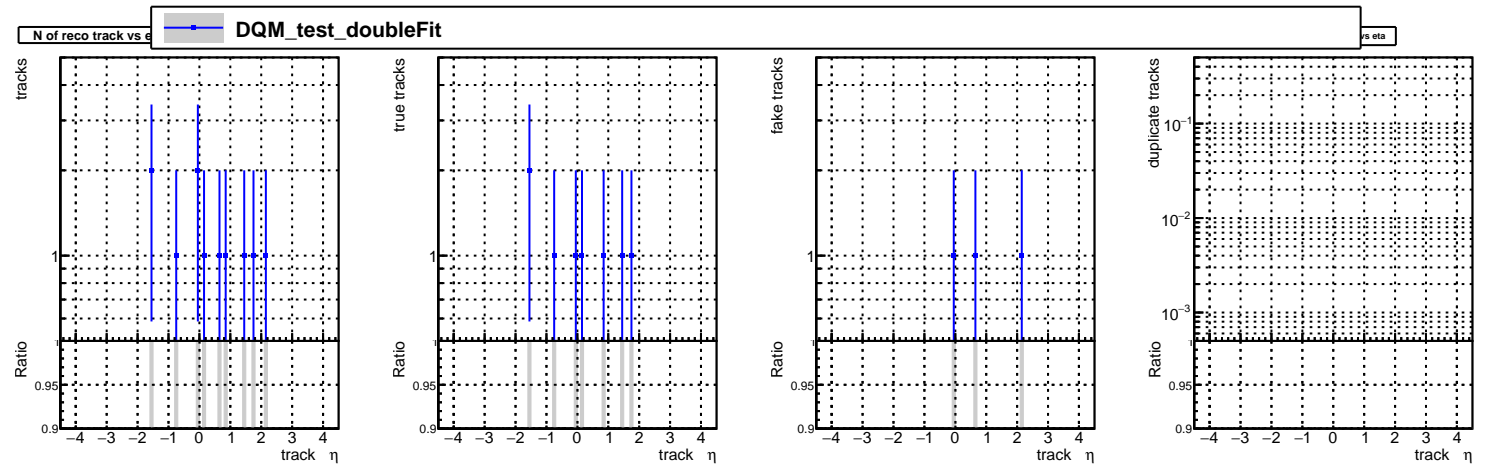 DQM_test_doubleFit
N of reco track vs e
vs eta
tracks
1
Ratio
1
0.95
0.9
−4 −3 −2 −1 0 1 2 3 4
track η
true tracks
1
Ratio
1
0.95
0.9
−4 −3 −2 −1 0 1 2 3 4
track η
fake tracks
1
Ratio
1
0.95
0.9
−4 −3 −2 −1 0 1 2 3 4
track η
duplicate tracks
10−1
10−2
10−3
Ratio
1
0.95
0.9
−4 −3 −2 −1 0 1 2 3 4
track η